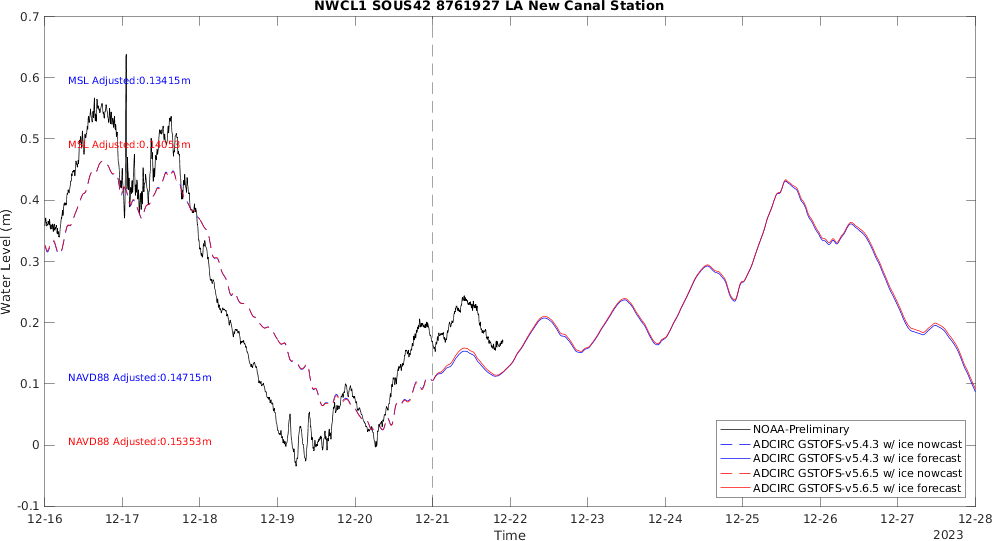 NWCL1 SOUS42 8761927 LA New Canal Station
0.7
0.6
0.5
0.4
0.3
0.2
0.1
0
-0.1
Water Level (m)
MSL Adjusted:0.13415m
MSL Adjusted:0.14053m
NAVD88 Adjusted:0.14715m
NAVD88 Adjusted:0.15353m
NOAA-Preliminary
ADCIRC GSTOFS-v5.4.3 w/ ice nowcast
ADCIRC GSTOFS-v5.4.3 w/ ice forecast
ADCIRC GSTOFS-v5.6.5 w/ ice nowcast
ADCIRC GSTOFS-v5.6.5 w/ ice forecast
12-16 12-17 12-18 12-19 12-20 12-21 12-22 12-23 12-24 12-25 12-26 12-27 12-28
Time
2023